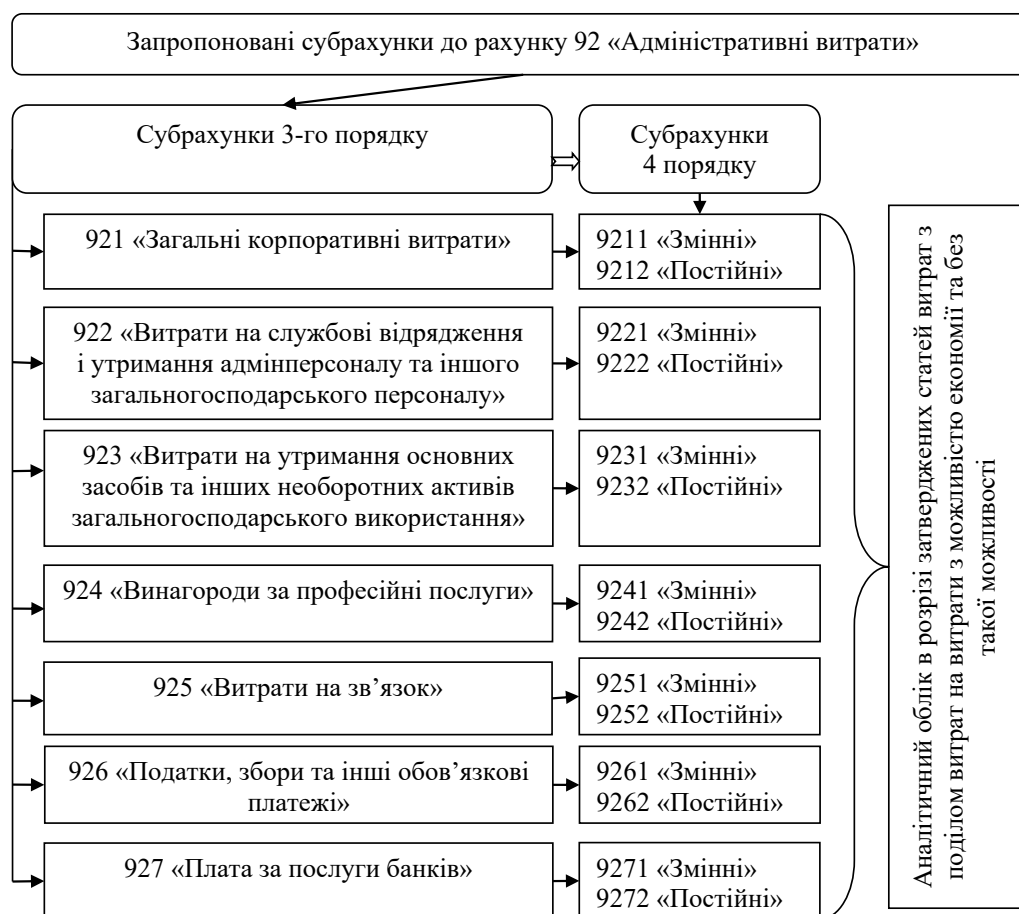 Запропоновані субрахунки до рахунку 92 «Адміністративні витрати»
Субрахунки 3-го порядку
Субрахунки
4 порядку
921 «Загальні корпоративні витрати»
9211 «Змінні»
9212 «Постійні»
922 «Витрати на службові відрядження
і утримання адмінперсоналу та іншого
загальногосподарського персоналу»
9221 «Змінні»
9222 «Постійні»
923 «Витрати на утримання основних
засобів та інших необоротних активів
загальногосподарського використання»
9231 «Змінні»
9232 «Постійні»
924 «Винагороди за професійні послуги»
9241 «Змінні»
9242 «Постійні»
925 «Витрати на зв’язок»
9251 «Змінні»
9252 «Постійні»
926 «Податки, збори та інші обов’язкові
платежі»
9261 «Змінні»
9262 «Постійні»
927 «Плата за послуги банків»
9271 «Змінні»
9272 «Постійні»
Аналітичний облік в розрізі затверджених статей витрат з
поділом витрат на витрати з можливістю економії та без
такої можливості